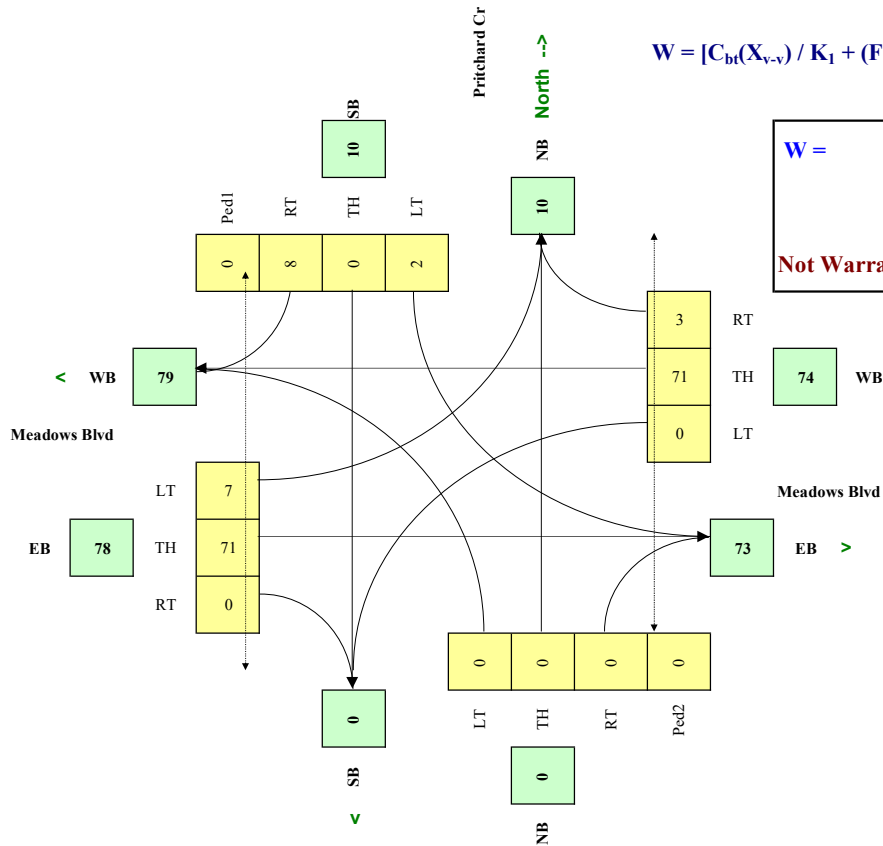 W = [Cbt(Xv-v) / K1 + (F
Pritchard Cr
North -->
SB
10
NB
10
W =
Not Warra
Ped1
RT
TH
LT
0
8
0
2
< WB
79
Meadows Blvd
3
RT
71
TH
74
WB
0
LT
LT
7
EB
78
TH
71
RT
0
Meadows Blvd
73
EB >
0
SB
<
0
0
0
0
LT
TH
RT
Ped2
0
NB